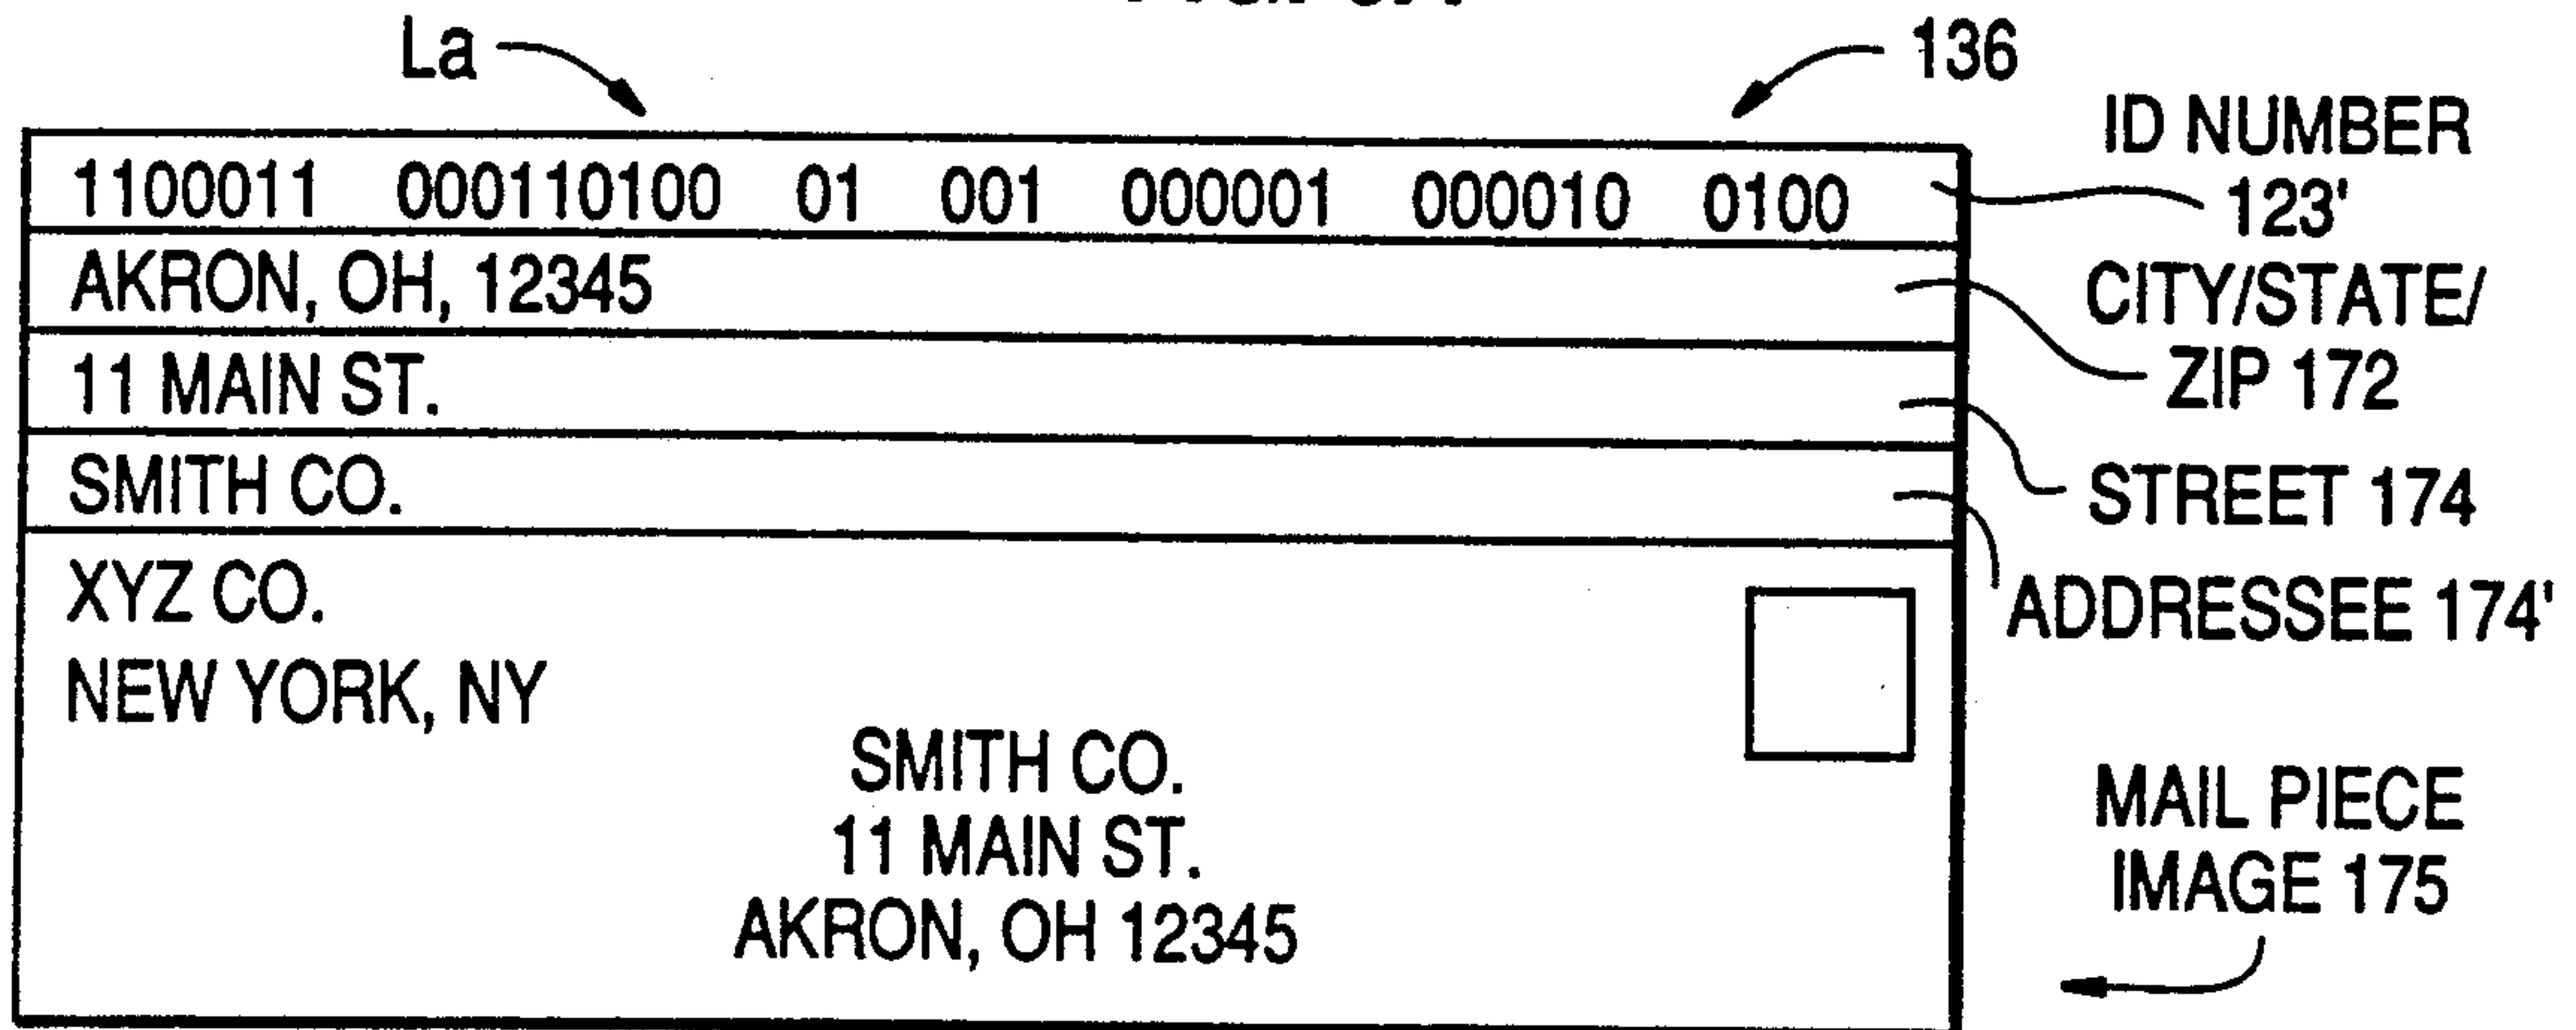 La 136
1100011 000110100 01 001 000001 000010 0100
ID NUMBER
123'
AKRON, OH, 12345
CITY/STATE/
ZIP 172
11 MAIN ST.
STREET 174
SMITH CO.
ADDRESSEE 174'
XYZ CO.
NEW YORK, NY
SMITH CO.
11 MAIN ST.
AKRON, OH 12345
MAIL PIECE
IMAGE 175